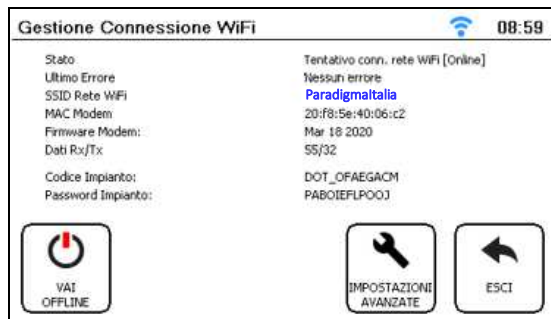 Gestione Connessione WiFi 08:59
Stato Tentativo conn. rete WiFi [Online]
Ultimo Errore Nessun errore
SSID Rete WiFi ParadigmaItalia
MAC Modem 20:f8:5e:40:06:c2
Firmware Modem: Mar 18 2020
Dati Rx/Tx 55/32
Codice Impianto: DOT_OFAEGACM
Password Impianto: PABOIEFLPOOJ
VAI
OFFLINE
IMPOSTAZIONI
AVANZATE
ESCI